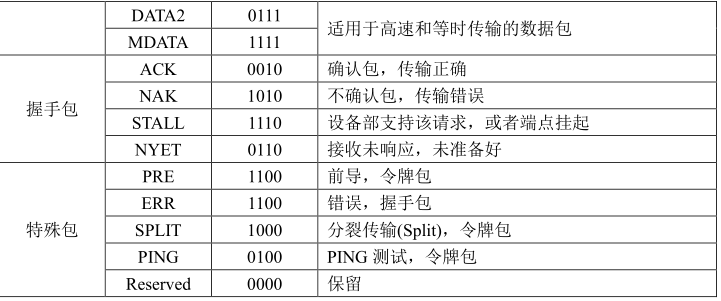 DATA2 0111 适用于高速和等时传输的数据包
MDATA 1111
握手包 ACK 0010 确认包，传输正确
NAK 1010 不确认包，传输错误
STALL 1110 设备部支持该请求，或者端点挂起
NYET 0110 接收未响应，未准备好
特殊包 PRE 1100 前导，令牌包
ERR 1100 错误，握手包
SPLIT 1000 分裂传输(Split)，令牌包
PING 0100 PING 测试，令牌包
Reserved 0000 保留